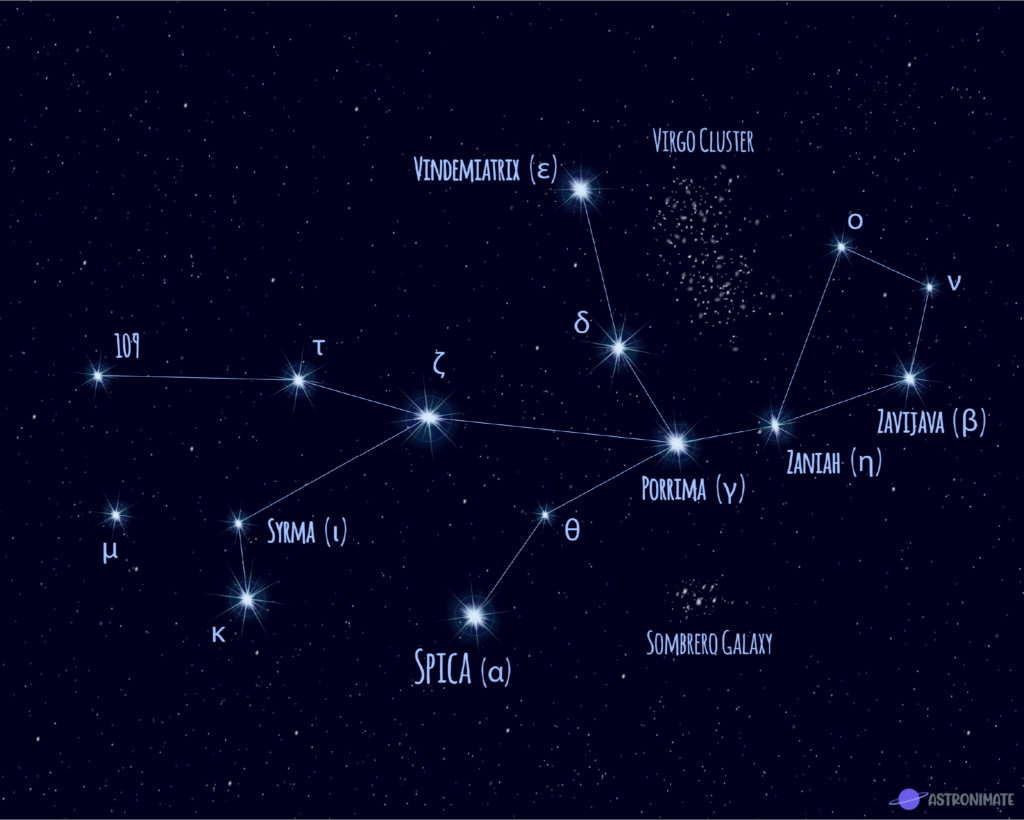 Virgo Cluster
Vindemiatrix (ε)
ο
ν
δ
109
τ
ζ
Zavijava (β)
Zaniah (η)
Porrima (γ)
Syrma (ι)
θ
μ
κ
Sombrero Galaxy
Spica (α)
ASTRONIMATE